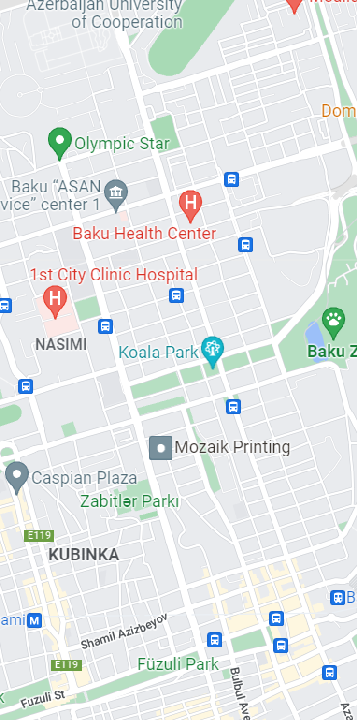 Azerbaijan University
of Cooperation
Dom
Olympic Star
Baku "ASAN
vice" center 1
Baku Health Center
1st City Clinic Hospital
NASIMI
Koala Park
Baku Z
Mozaik Printing
Caspian Plaza
Zabitlər Parkı
E119
KUBINKA
B
ami M
Shamil Azizbeyov
E119
Füzuli Park
Fuzuli St
Bulbul Ave
Az